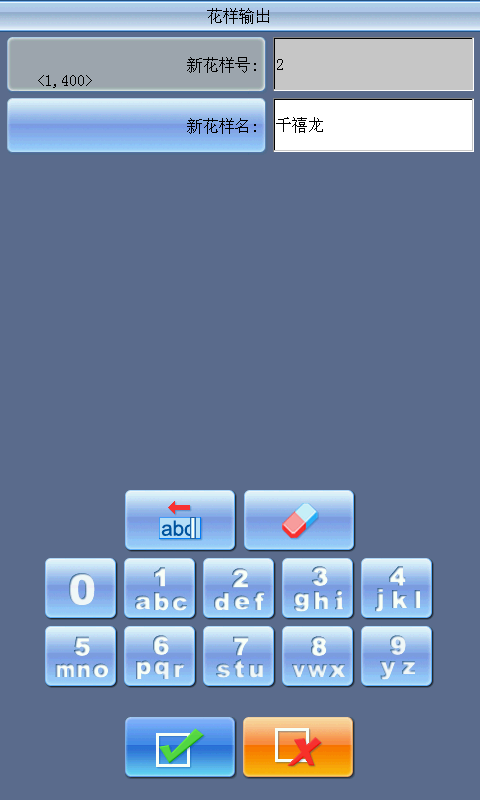 花样输出
新花样号: 2
<1,400>
新花样名: 千禧龙
abc
0 1 2 3 4
abc def ghi jkl
5 6 7 8 9
mno pqr stu vwx yz